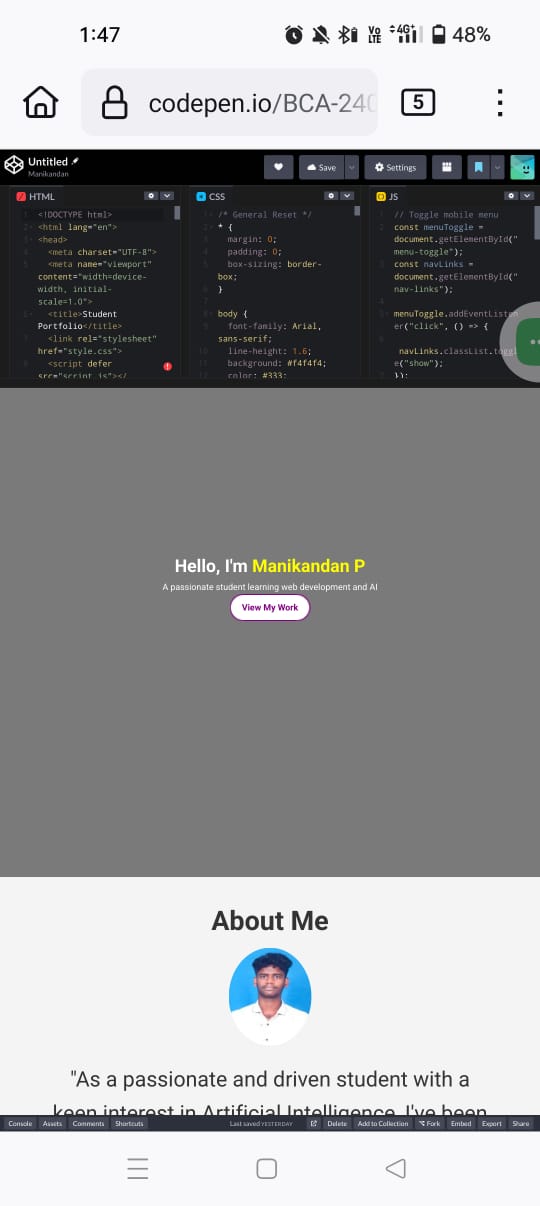 1:47
Vo LTE 4G+ 48%
codepen.io/BCA-240
5
Untitled
Manikandan
Save
Settings
HTML
<!DOCTYPE html>
<html lang="en">
<head>
<meta charset="UTF-8">
<meta name="viewport"
content="width=device-
width, initial-
scale=1.0">
<title>Student
Portfolio</title>
<link rel="stylesheet"
href="style.css">
<script defer
src="script.js"></
CSS
/* General Reset */
* {
margin: 0;
padding: 0;
box-sizing: border-
box;
}
body {
font-family: Arial,
sans-serif;
line-height: 1.6;
background: #f4f4f4;
color: #333;
JS
// Toggle mobile menu
const menuToggle =
document.getElementById("
menu-toggle");
const navLinks =
document.getElementById("
nav-links");
menuToggle.addEventListen
er("click", () => {
navLinks.classList.toggl
e("show");
});
Hello, I'm Manikandan P
A passionate student learning web development and AI
View My Work
About Me
"As a passionate and driven student with a
keen interest in Artificial Intelligence, I've been
Console Assets Comments Shortcuts Last saved YESTERDAY Delete Add to Collection Fork Embed Export Share